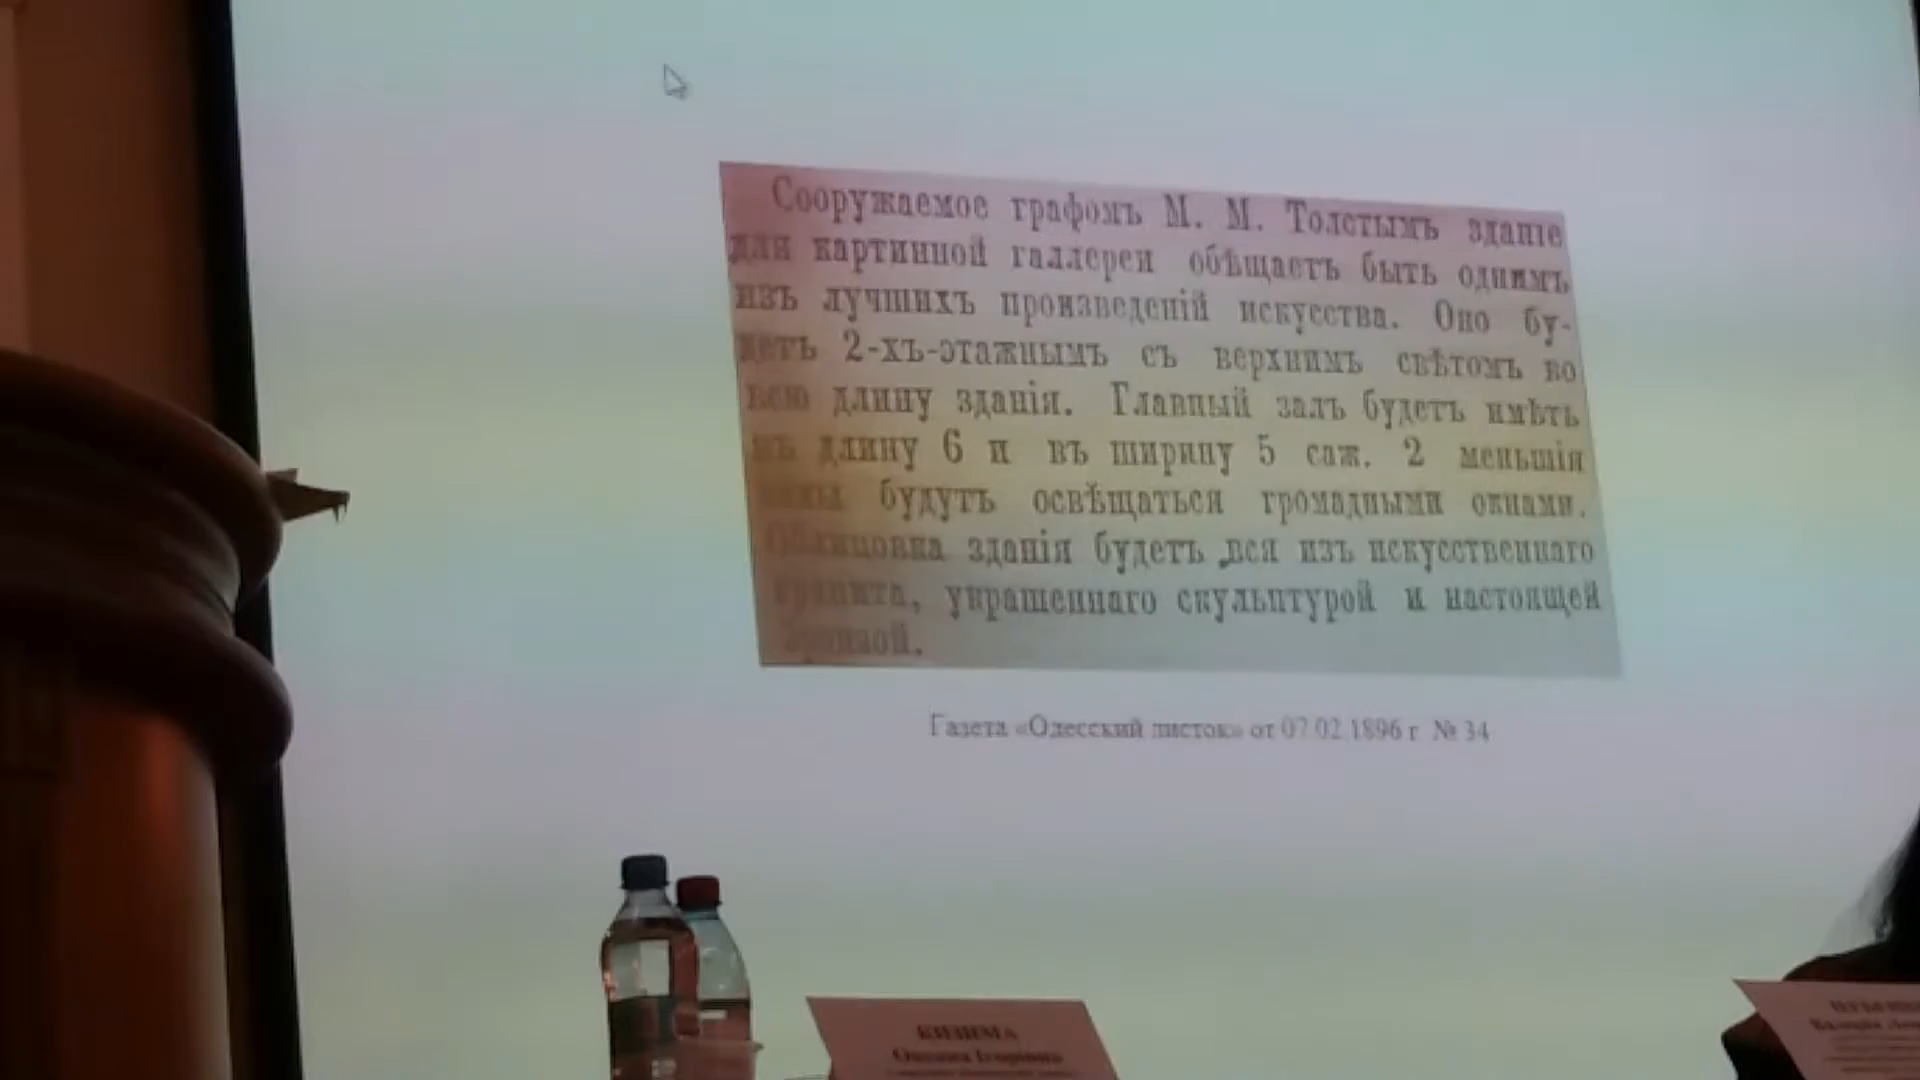 Сооружаемое графомъ М. М. Толстымъ зданіе
для картинной галлереи обѣщаетъ быть однимъ
изъ лучшихъ произведеній искусства. Оно бу-
детъ 2-хъ-этажнымъ съ верхнимъ свѣтомъ во
всю длину зданія. Главный залъ будетъ имѣть
въ длину 6 и въ ширину 5 саж. 2 меньшія
будутъ освѣщаться громадными окнами.
Облицовка зданія будетъ вся изъ искусственнаго
гранита, украшеннаго скульптурой и настоящей
бронзой.
Газета «Одесский листок» от 07.02.1896 г № 34
КИЗИМА
Оксана Ігорівна